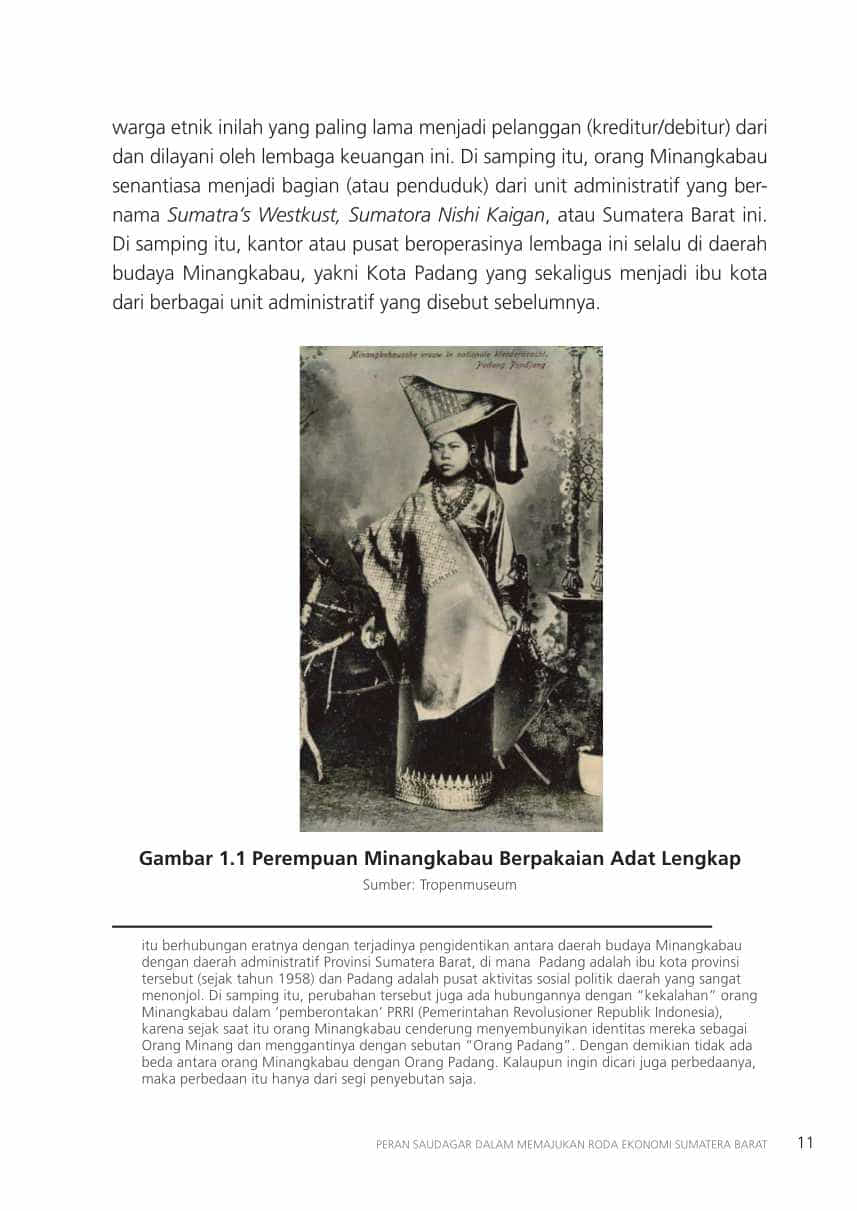 warga etnik inilah yang paling lama menjadi pelanggan (kreditur/debitur) dari
dan dilayani oleh lembaga keuangan ini. Di samping itu, orang Minangkabau
senantiasa menjadi bagian (atau penduduk) dari unit administratif yang ber-
nama Sumatra’s Westkust, Sumatora Nishi Kaigan, atau Sumatera Barat ini.
Di samping itu, kantor atau pusat beroperasinya lembaga ini selalu di daerah
budaya Minangkabau, yakni Kota Padang yang sekaligus menjadi ibu kota
dari berbagai unit administratif yang disebut sebelumnya.
Minangkabausche vrouw in nationale kleederdracht,
Padang Pandjang
Gambar 1.1 Perempuan Minangkabau Berpakaian Adat Lengkap
Sumber: Tropenmuseum
itu berhubungan eratnya dengan terjadinya pengidentikan antara daerah budaya Minangkabau
dengan daerah administratif Provinsi Sumatera Barat, di mana Padang adalah ibu kota provinsi
tersebut (sejak tahun 1958) dan Padang adalah pusat aktivitas sosial politik daerah yang sangat
menonjol. Di samping itu, perubahan tersebut juga ada hubungannya dengan “kekalahan” orang
Minangkabau dalam ‘pemberontakan’ PRRI (Pemerintahan Revolusioner Republik Indonesia),
karena sejak saat itu orang Minangkabau cenderung menyembunyikan identitas mereka sebagai
Orang Minang dan menggantinya dengan sebutan “Orang Padang”. Dengan demikian tidak ada
beda antara orang Minangkabau dengan Orang Padang. Kalaupun ingin dicari juga perbedaanya,
maka perbedaan itu hanya dari segi penyebutan saja.
PERAN SAUDAGAR DALAM MEMAJUKAN RODA EKONOMI SUMATERA BARAT 11